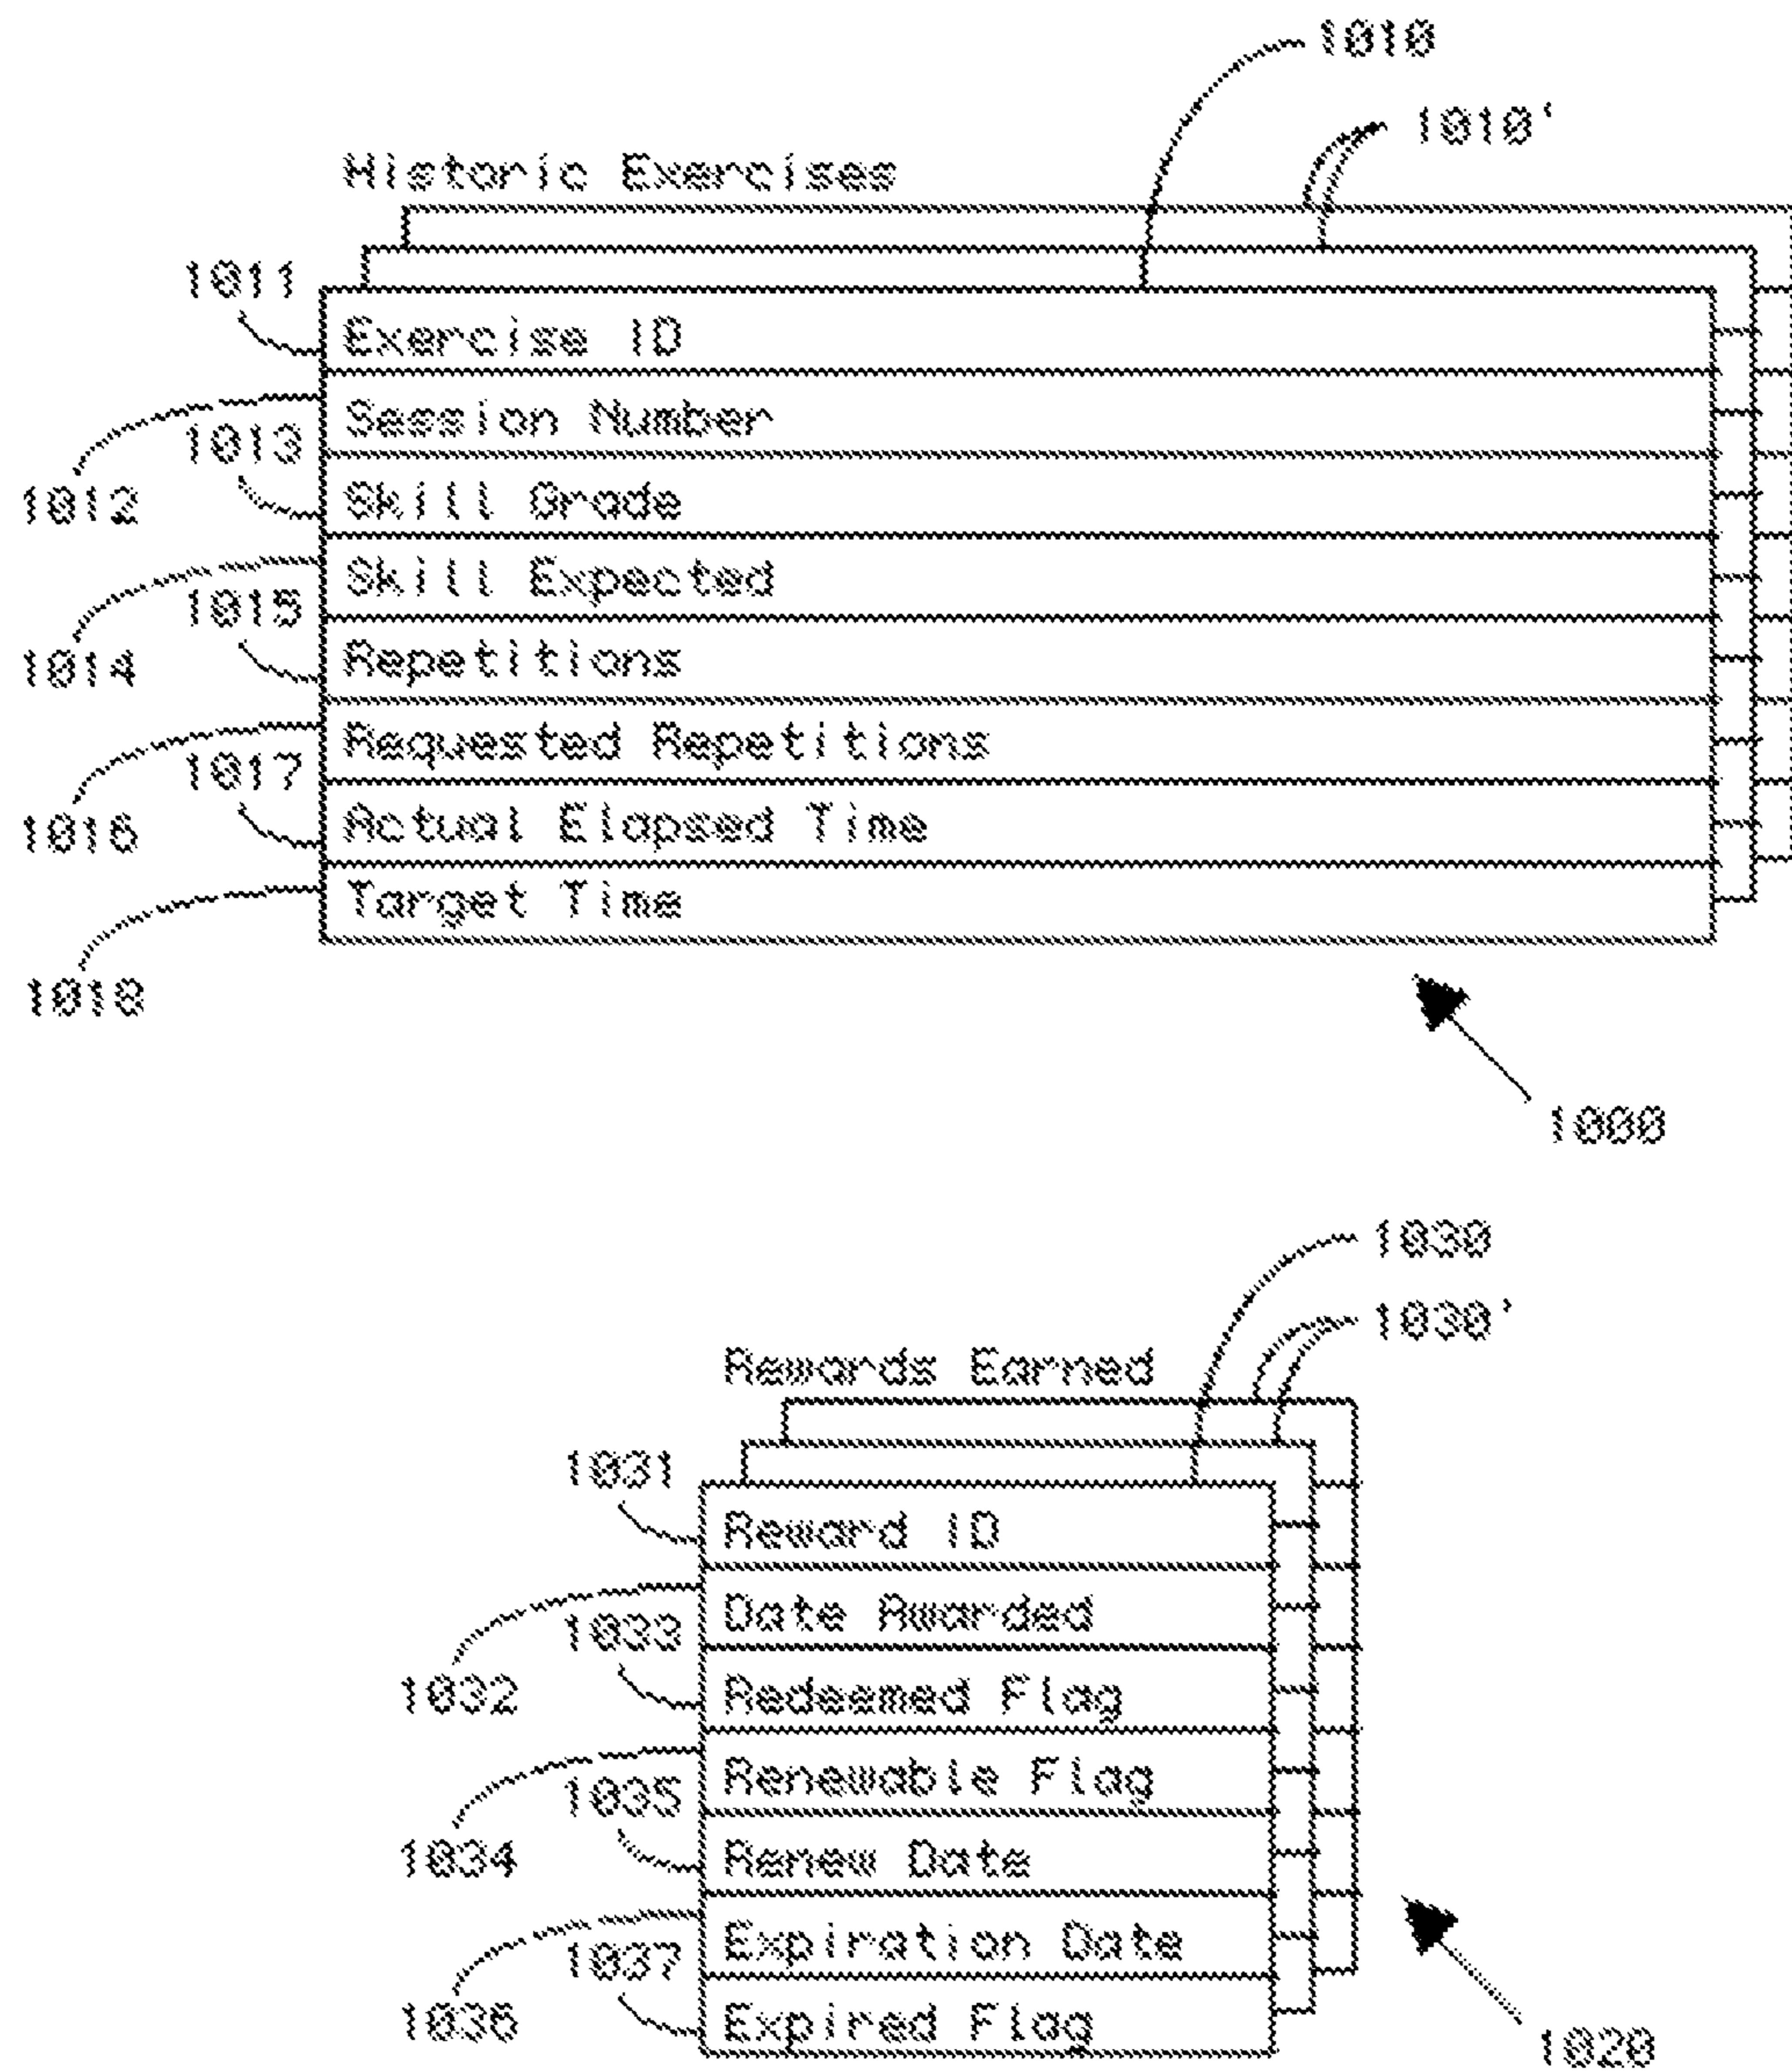 1010
1010'
Historic Exercises
1011
Exercise ID
Session Number
1013
1012
Skill Grade
Skill Expected
1015
1014
Repetitions
Requested Repetitions
1017
1016
Actual Elapsed Time
Target Time
1018
1000
1030
1030'
Rewards Earned
1031
Reward ID
Date Awarded
1033
1032
Redeemed Flag
Renewable Flag
1035
1034
Renew Date
Expiration Date
1037
1036
Expired Flag
1020